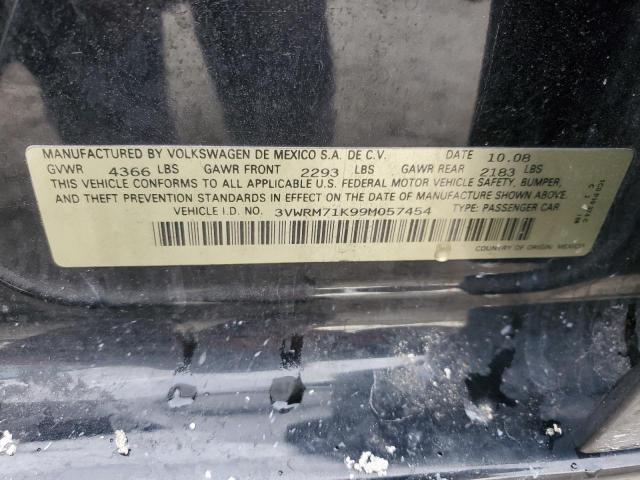 MANUFACTURED BY VOLKSWAGEN DE MEXICO S.A. DE C.V. DATE 10.08
GVWR 4366 LBS GAWR FRONT 2293 LBS GAWR REAR 2183 LBS
THIS VEHICLE CONFORMS TO ALL APPLICABLE U.S. FEDERAL MOTOR VEHICLE SAFETY, BUMPER,
AND THEFT PREVENTION STANDARDS IN EFFECT ON THE DATE OF MANUFACTURE SHOWN ABOVE.
VEHICLE I.D. NO. 3VWRM71K99M057454 TYPE: PASSENGER CAR
COUNTRY OF ORIGIN: MEXICO